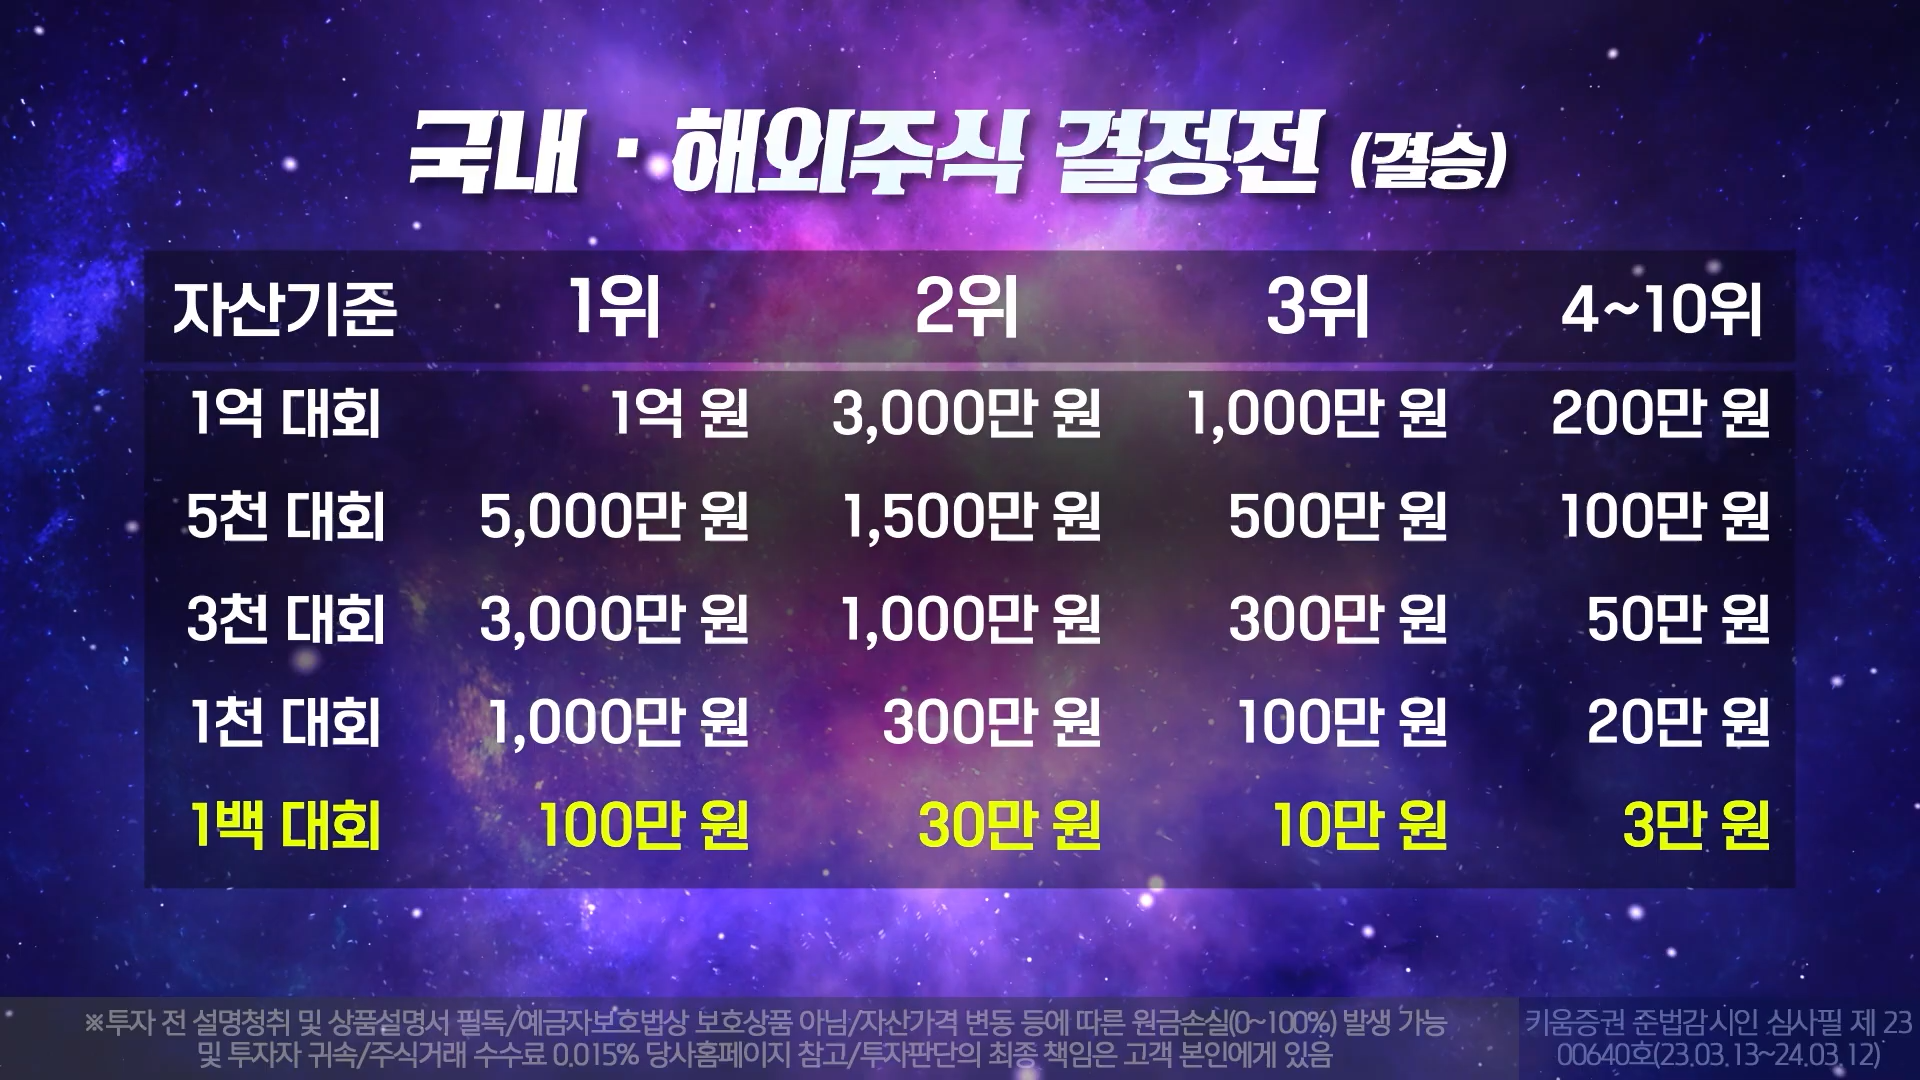 국내·해외주식 결정전 (결승)
자산기준 1위 2위 3위 4~10위
1억 대회 1억 원 3,000만 원 1,000만 원 200만 원
5천 대회 5,000만 원 1,500만 원 500만 원 100만 원
3천 대회 3,000만 원 1,000만 원 300만 원 50만 원
1천 대회 1,000만 원 300만 원 100만 원 20만 원
1백 대회 100만 원 30만 원 10만 원 3만 원
※투자 전 설명청취 및 상품설명서 필독/예금자보호법상 보호상품 아님/자산가격 변동 등에 따른 원금손실(0~100%) 발생 가능
및 투자자 귀속/주식거래 수수료 0.015% 당사홈페이지 참고/투자판단의 최종 책임은 고객 본인에게 있음
키움증권 준법감시인 심사필 제 23
00640호(23.03.13~24.03.12)